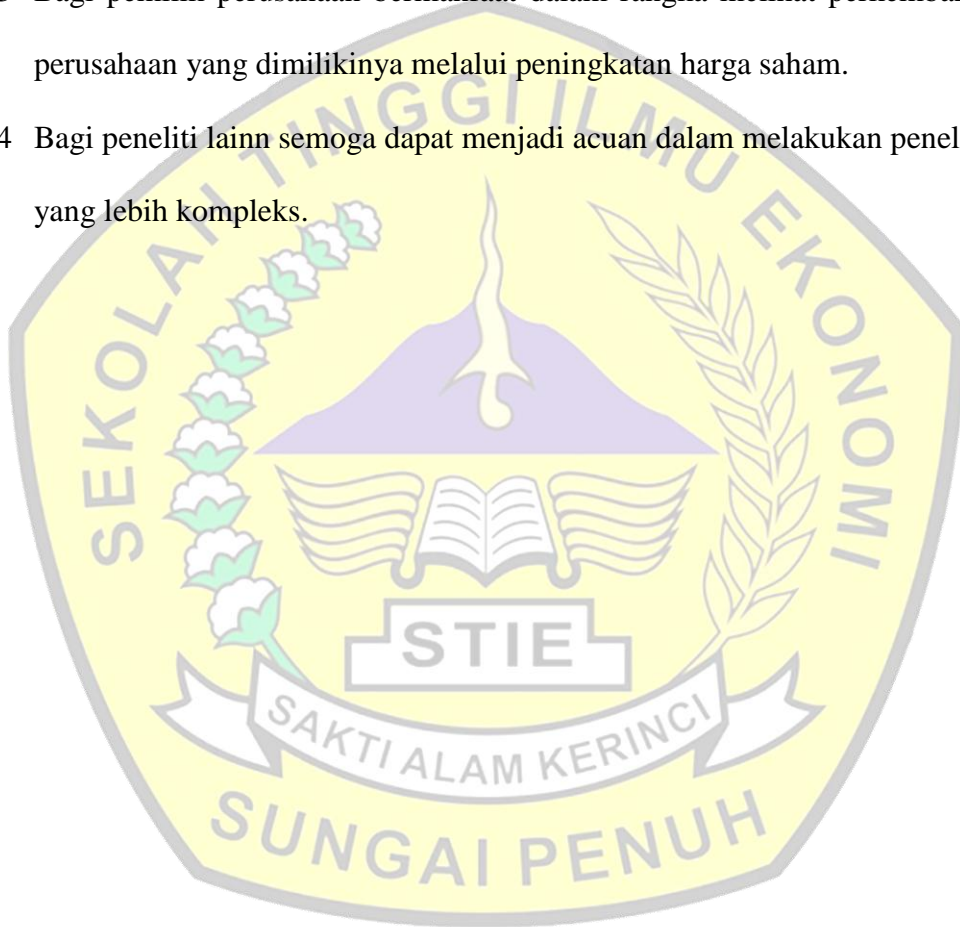 perusahaan yang dimilikinya melalui peningkatan harga saham.
4 Bagi peneliti lainn semoga dapat menjadi acuan dalam melakukan penel
yang lebih kompleks.
SEKOLAH TINGGI ILMU EKONOMI
STIE
SAKTI ALAM KERINCI
SUNGAI PENUH